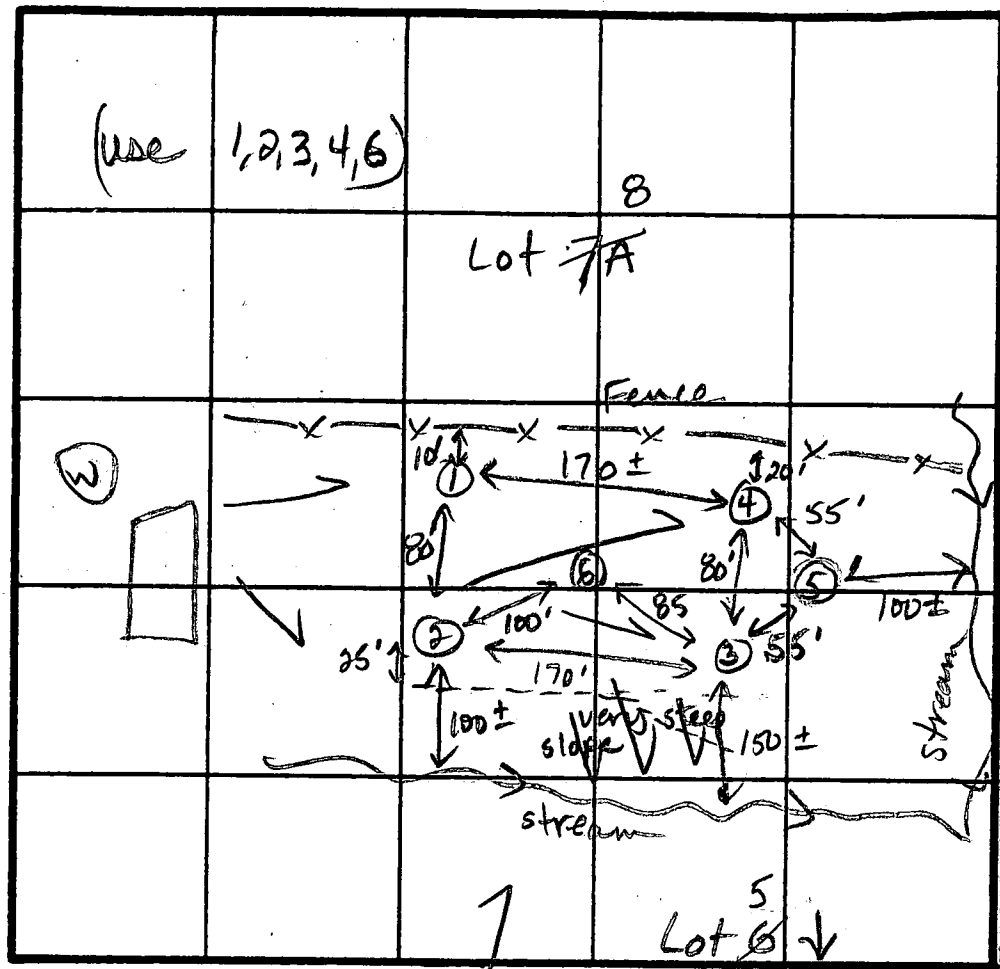 (use 1,2,3,4,6)
8
Lot 7A
Fence
W
10'
1
170 ±
20'
4
55'
80'
6
80'
5
100'
85
100±
2
3
55'
25'
170'
100±
very steep
slope
150 ±
stream
stream
5
Lot 6